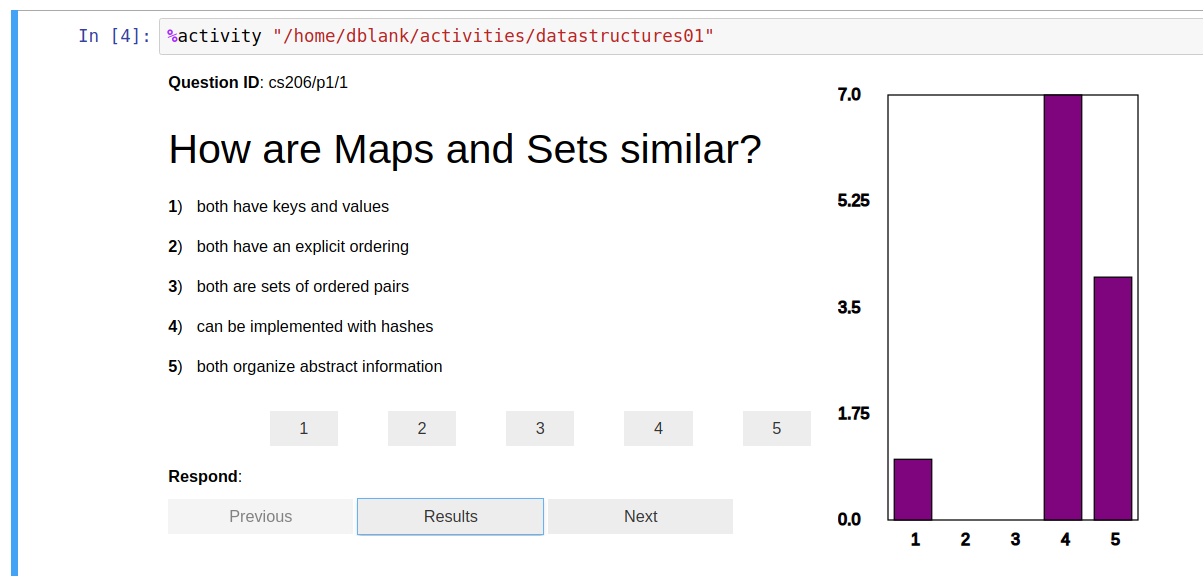 In [4]: %activity "/home/dblank/activities/datastructures01"
Question ID: cs206/p1/1
How are Maps and Sets similar?
1) both have keys and values
2) both have an explicit ordering
3) both are sets of ordered pairs
4) can be implemented with hashes
5) both organize abstract information
1 2 3 4 5
Respond:
Previous Results Next
7.0
5.25
3.5
1.75
0.0
1 2 3 4 5